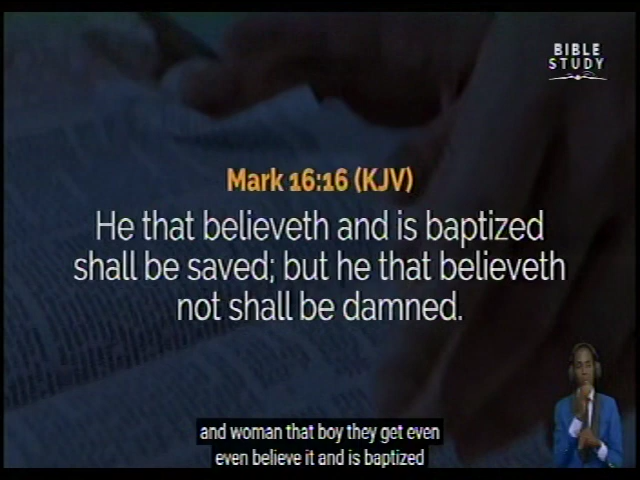 BIBLE
STUDY
Mark 16:16 (KJV)
He that believeth and is baptized
shall be saved; but he that believeth
not shall be damned.
and woman that boy they get even
even believe it and is baptized